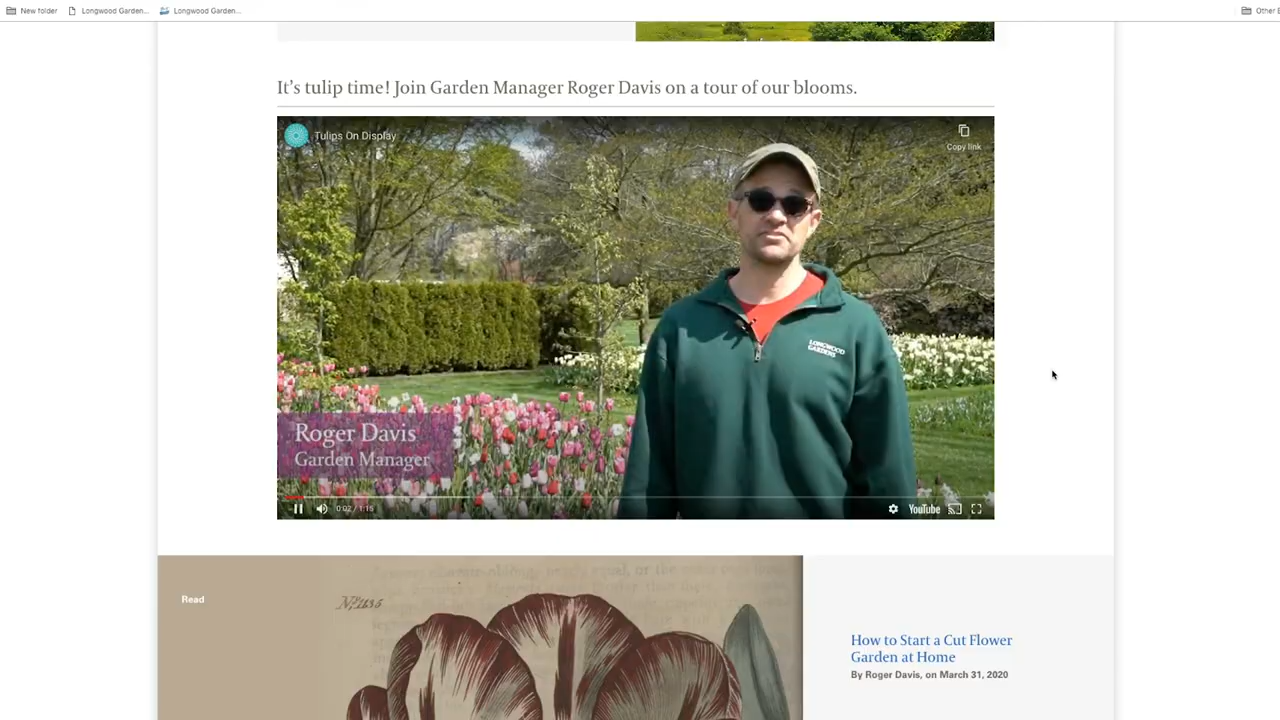 New folder
Longwood Garden...
Longwood Garden...
Other B
It's tulip time! Join Garden Manager Roger Davis on a tour of our blooms.
Tulips On Display
Copy link
LONGWOOD
GARDENS
Roger Davis
Garden Manager
0:02 / 1:15
YouTube
Read
How to Start a Cut Flower
Garden at Home
By Roger Davis, on March 31, 2020